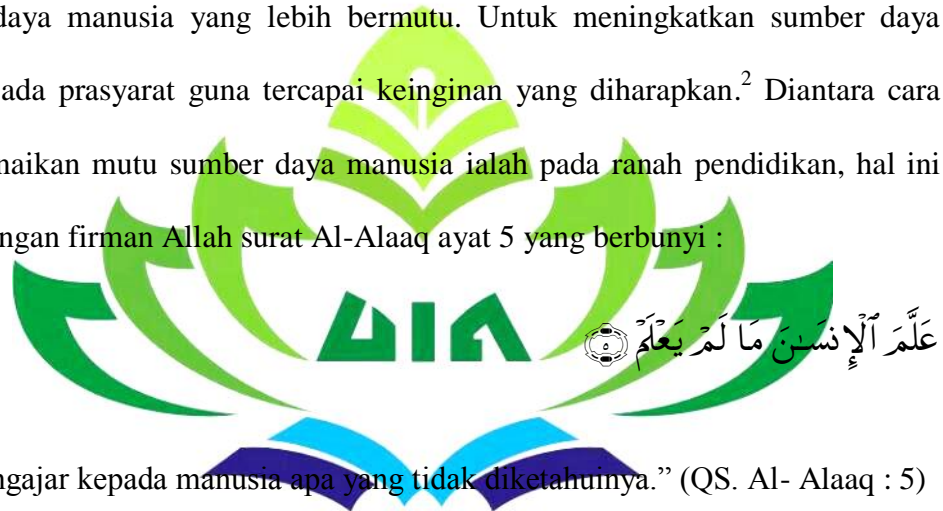 daya manusia yang lebih bermutu. Untuk meningkatkan sumber daya
ada prasyarat guna tercapai keinginan yang diharapkan.² Diantara cara
naikan mutu sumber daya manusia ialah pada ranah pendidikan, hal ini
ngan firman Allah surat Al-Alaaq ayat 5 yang berbunyi :
UIN
عَلَّمَ ٱلْإِنسَـٰنَ مَا لَمْ يَعْلَمْ ۝٥
ngajar kepada manusia apa yang tidak diketahuinya.” (QS. Al- Alaaq : 5)